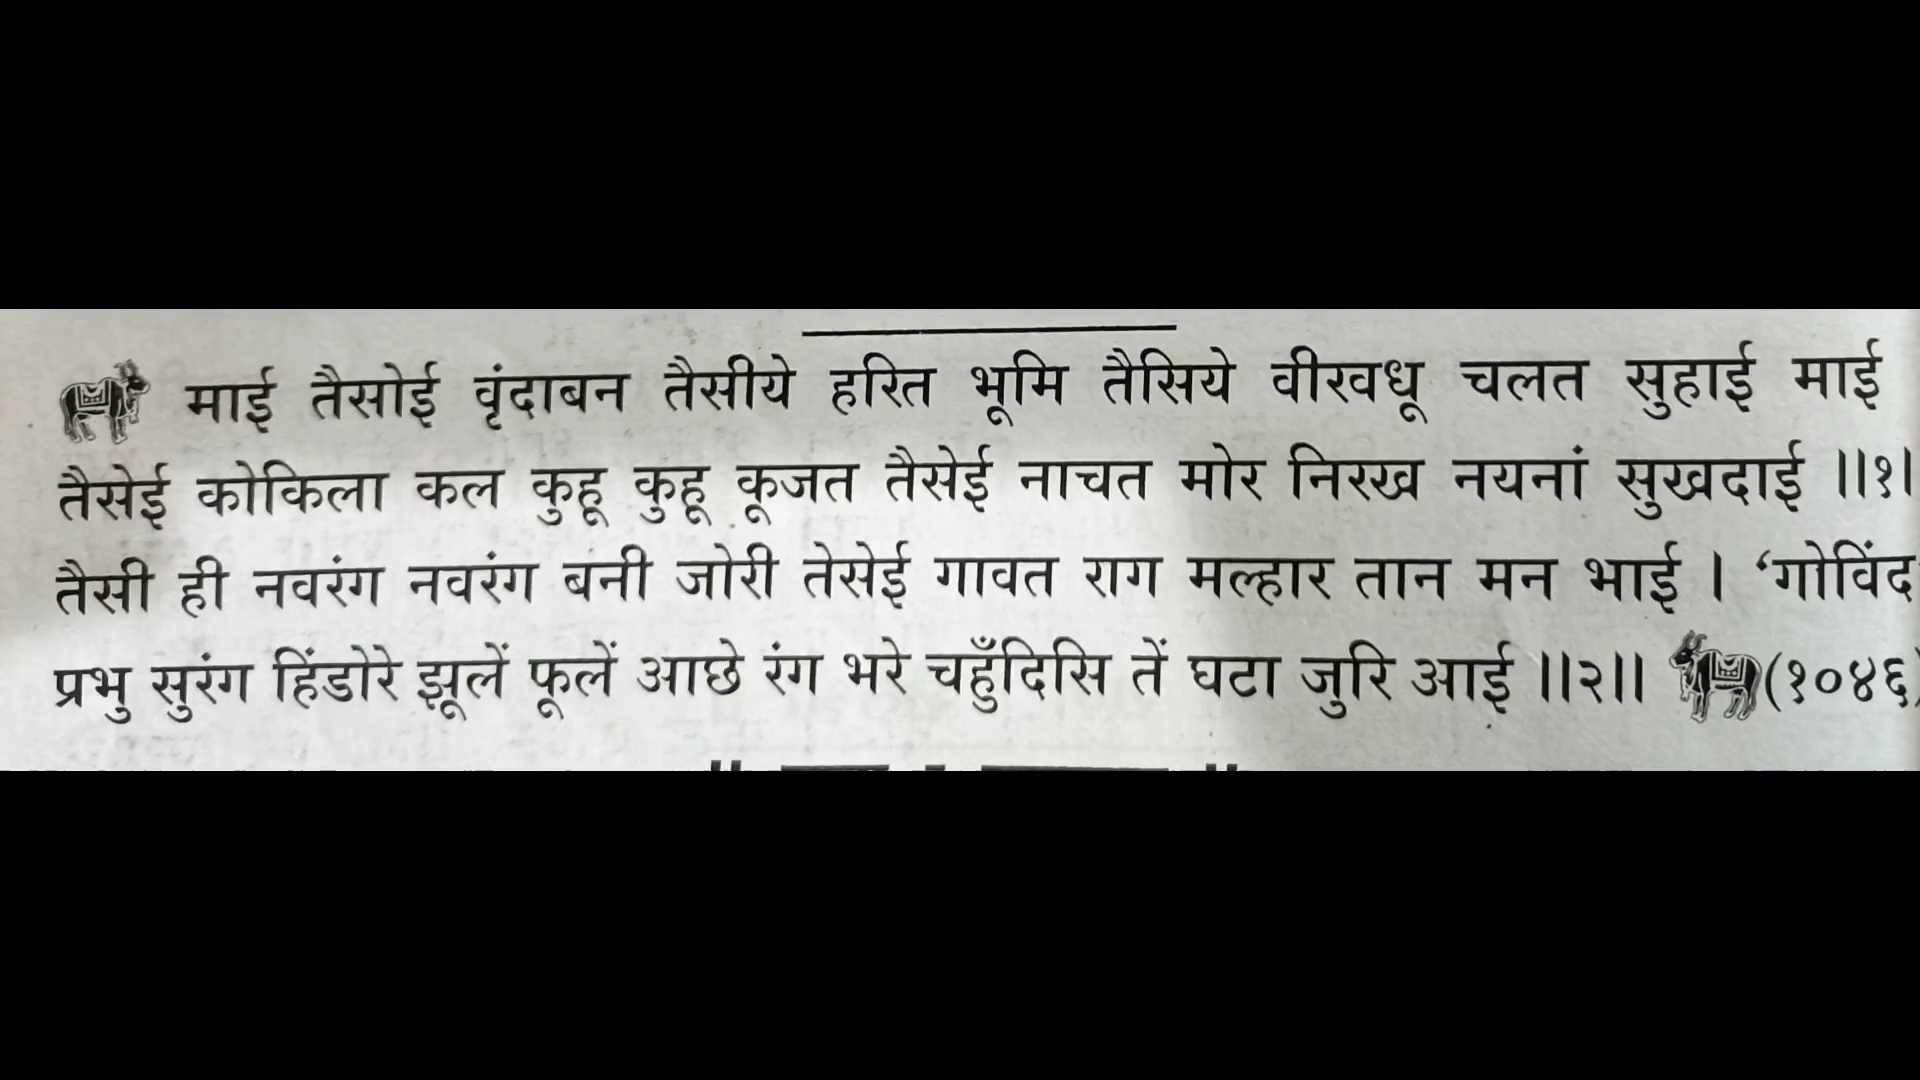 माई तैसोई वृंदाबन तैसीये हरित भूमि तैसिये वीरवधू चलत सुहाई माई
तैसेई कोकिला कल कुहू कुहू कूजत तैसेई नाचत मोर निरख नयनां सुखदाई ।।१।
तैसी ही नवरंग नवरंग बनी जोरी तेसेई गावत राग मल्हार तान मन भाई । ‘गोविंद
प्रभु सुरंग हिंडोरे झूलें फूलें आछे रंग भरे चहुँदिसि तें घटा जुरि आई ।।२।। (१०४६)